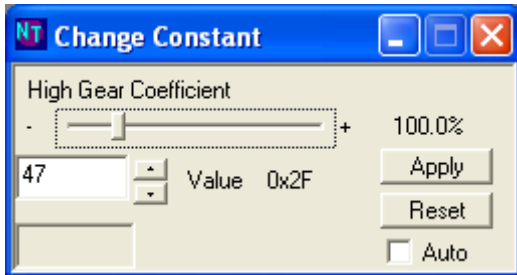 NT Change Constant
High Gear Coefficient
- + 100.0%
47 Value 0x2F Apply
Reset
Auto